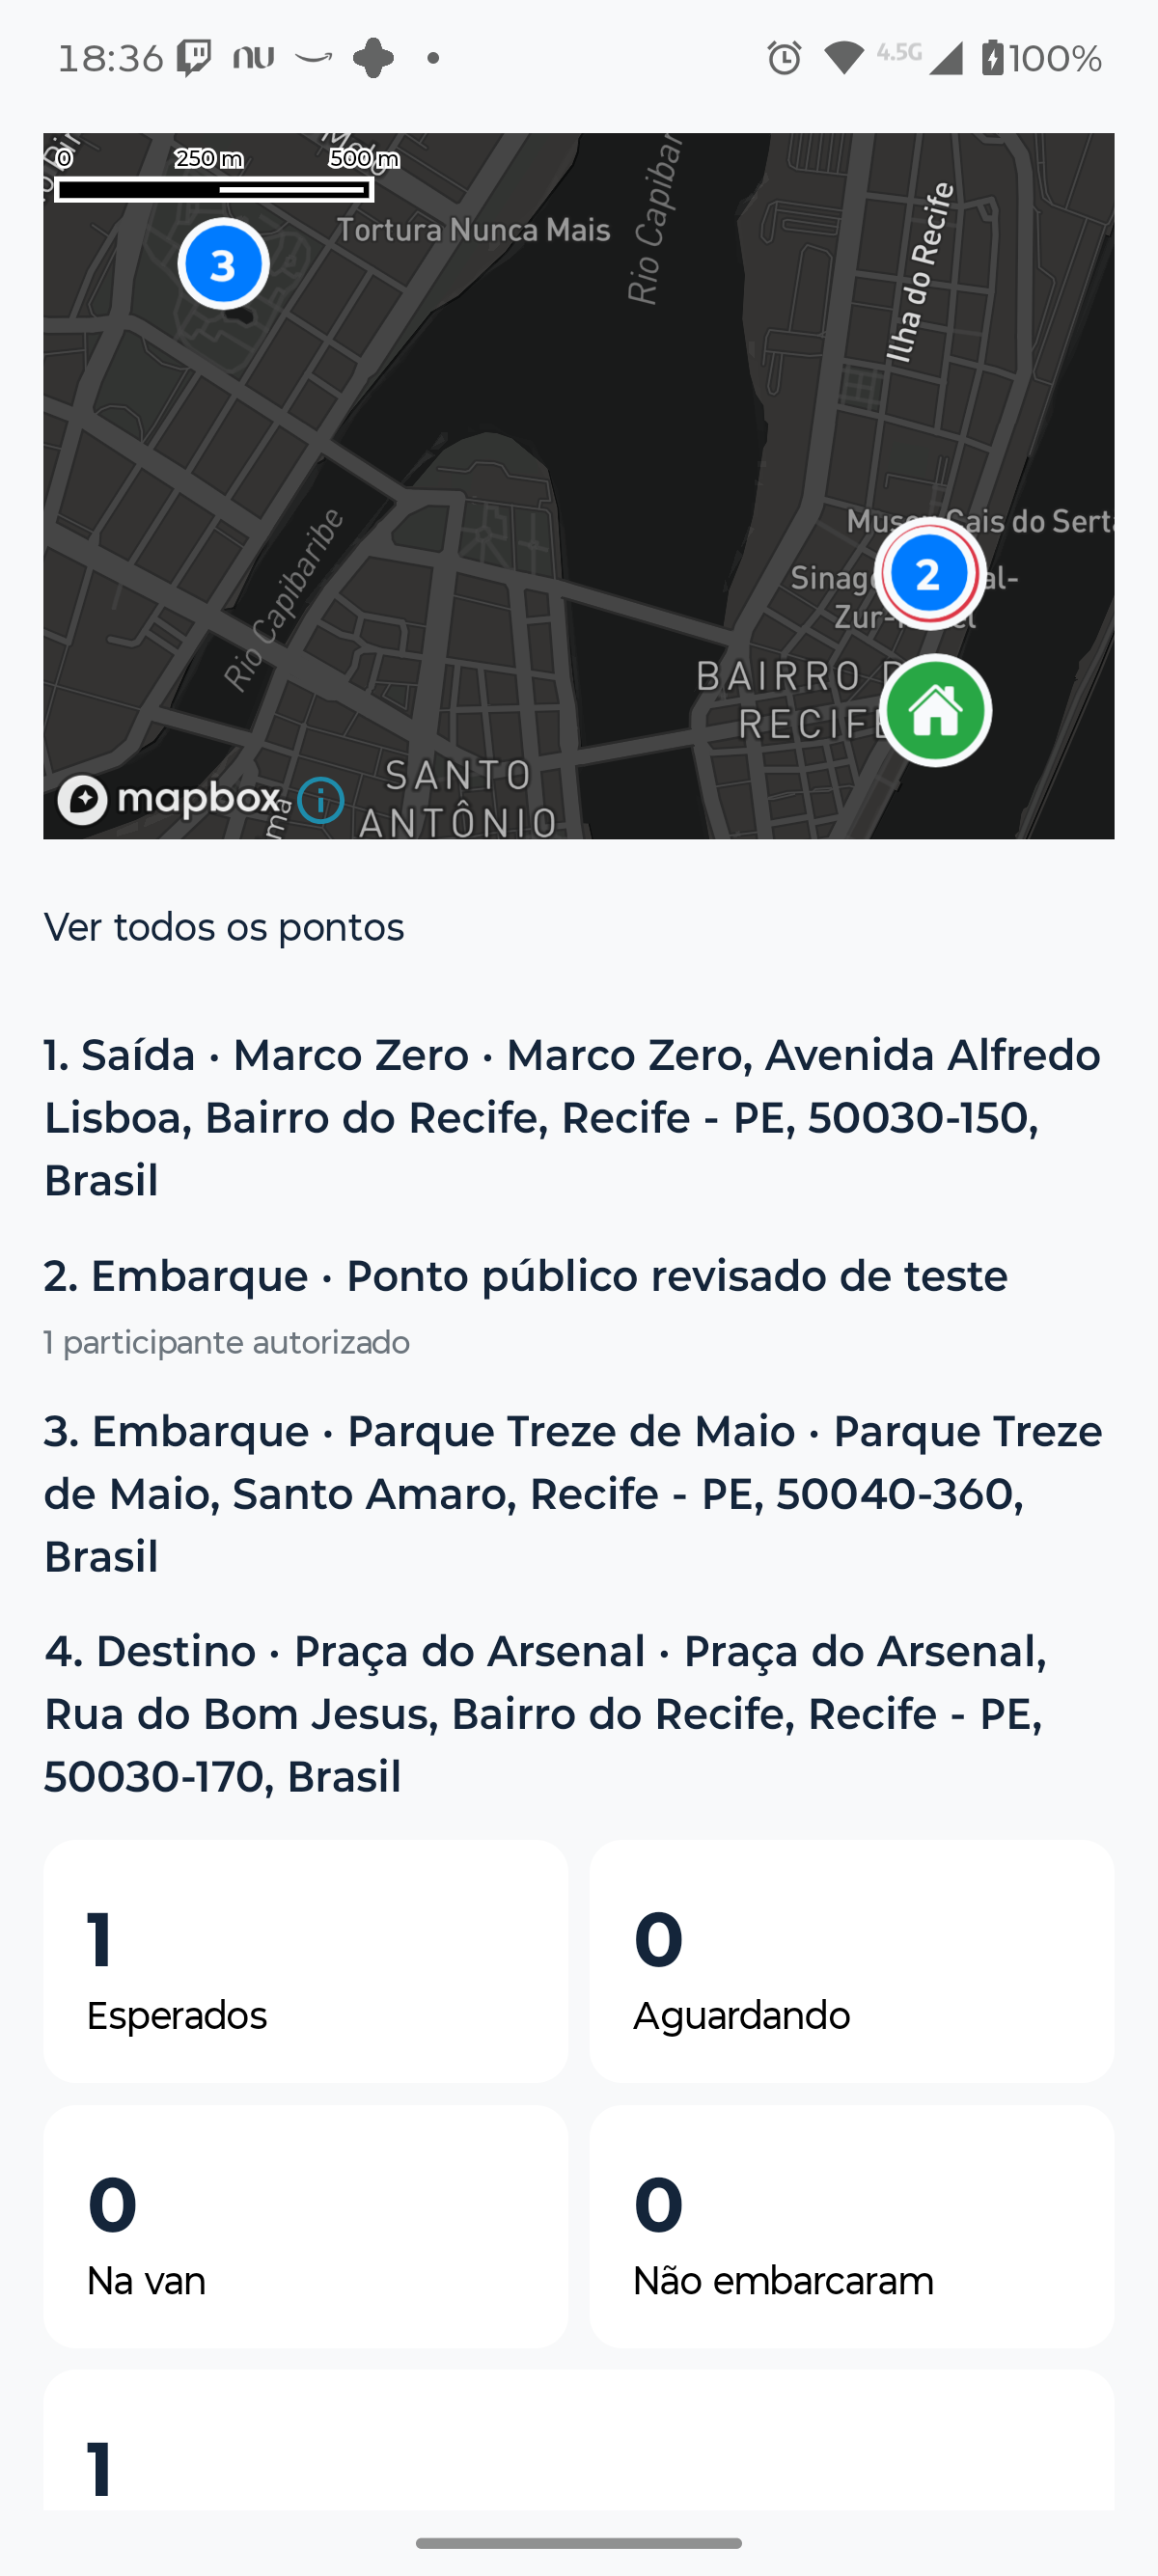 18:36
nu
4.5G
100%
0 250 m 500 m
Tortura Nunca Mais
Rio Capibar
Ilha do Recife
3
Rio Capibaribe
Cais do Serta
2
BAIRRO
RECIFE
SANTO
ANTÔNIO
mapbox
Ver todos os pontos
1. Saída · Marco Zero · Marco Zero, Avenida Alfredo
Lisboa, Bairro do Recife, Recife - PE, 50030-150,
Brasil
2. Embarque · Ponto público revisado de teste
1 participante autorizado
3. Embarque · Parque Treze de Maio · Parque Treze
de Maio, Santo Amaro, Recife - PE, 50040-360,
Brasil
4. Destino · Praça do Arsenal · Praça do Arsenal,
Rua do Bom Jesus, Bairro do Recife, Recife - PE,
50030-170, Brasil
1
Esperados
0
Aguardando
0
Na van
0
Não embarcaram
1